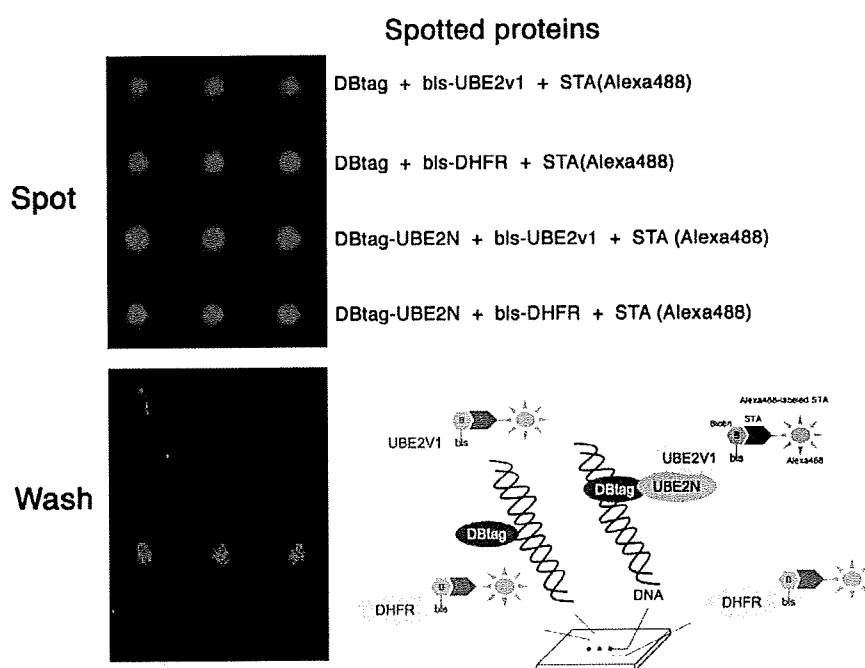 Spotted proteins
DBtag + bls-UBE2v1 + STA(Alexa488)
DBtag + bls-DHFR + STA(Alexa488)
Spot
DBtag-UBE2N + bls-UBE2v1 + STA (Alexa488)
DBtag-UBE2N + bls-DHFR + STA (Alexa488)
Wash
UBE2V1
B
bls
Alexa488-labeled STA
Biotin
STA
B
bls
Alexa488
UBE2V1
DBtag
UBE2N
DBtag
B
bls
DHFR
DNA
B
bls
DHFR